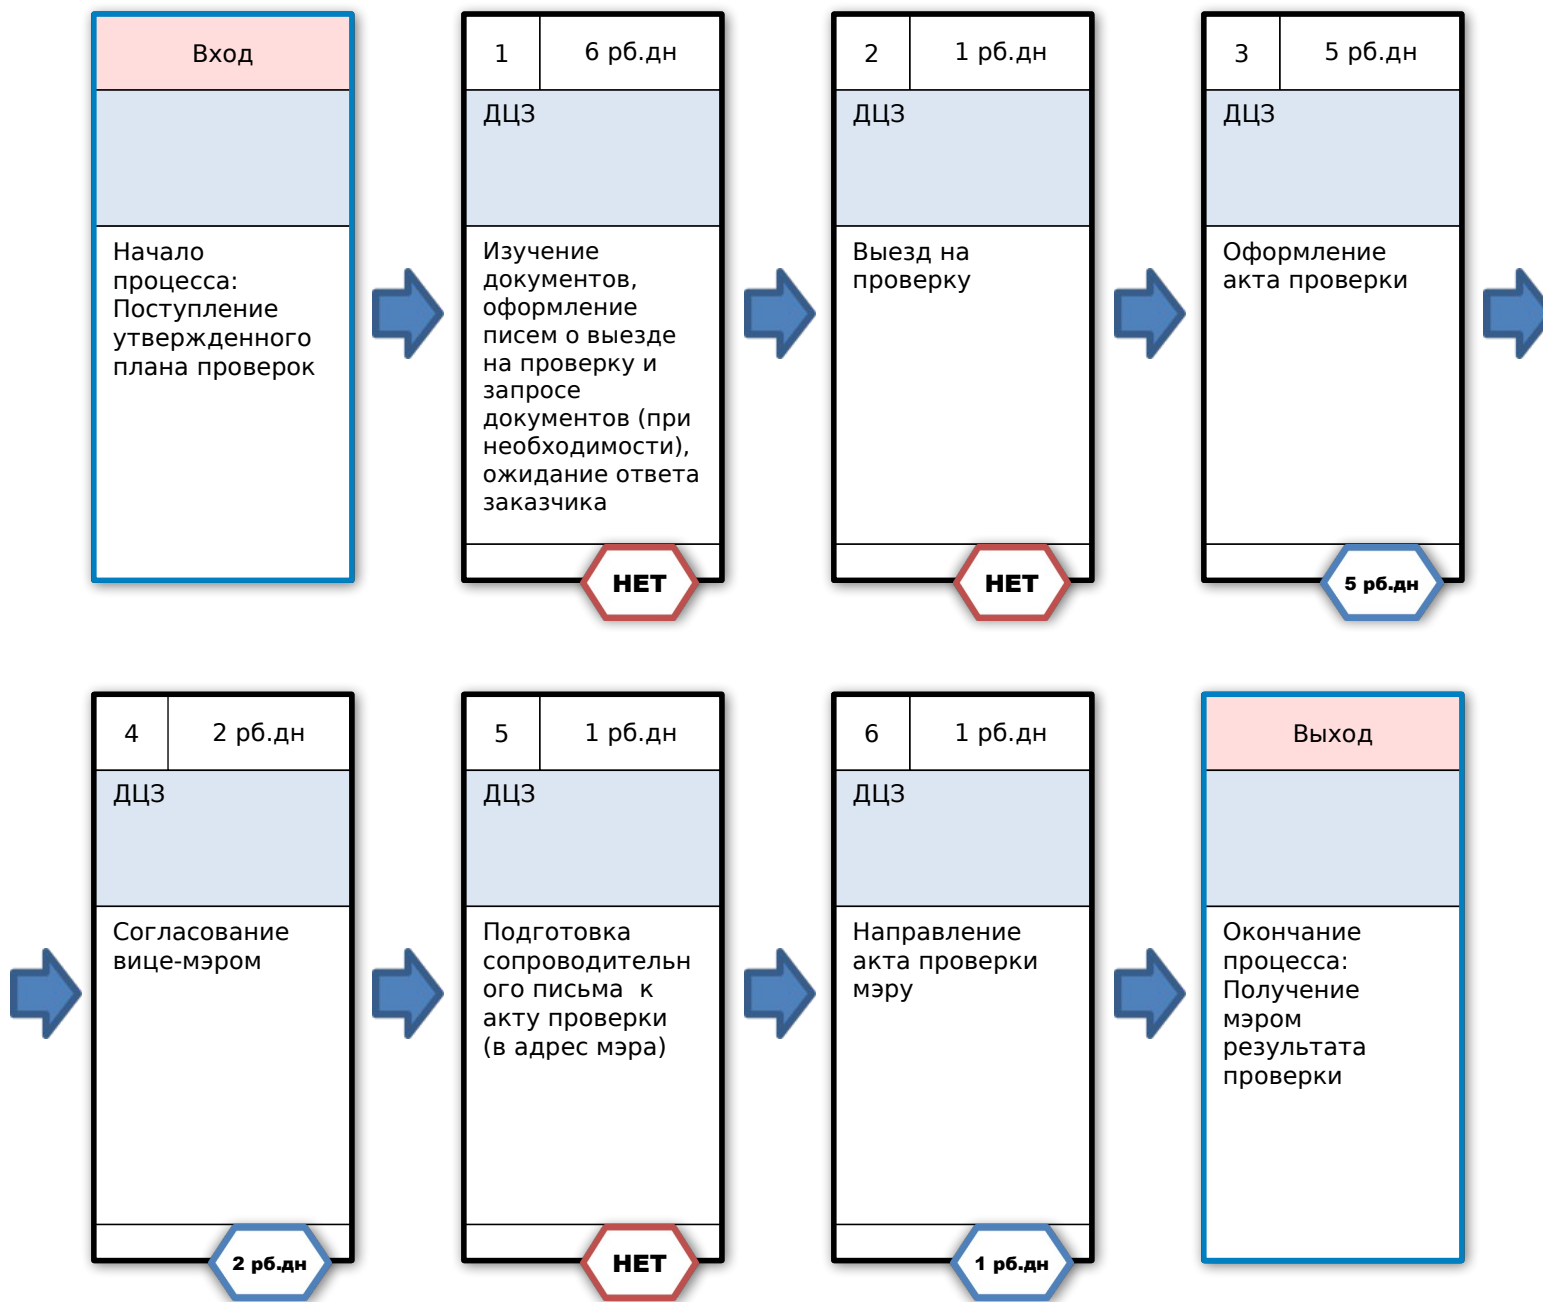 Вход
Начало
процесса:
Поступление
утвержденного
плана проверок
1
6 рб.дн
ДЦЗ
Изучение
документов,
оформление
писем о выезде
на проверку и
запросе
документов (при
необходимости),
ожидание ответа
заказчика
НЕТ
2
1 рб.дн
ДЦЗ
Выезд на
проверку
НЕТ
3
5 рб.дн
ДЦЗ
Оформление
акта проверки
5 рб.дн
4
2 рб.дн
ДЦЗ
Согласование
вице-мэром
2 рб.дн
5
1 рб.дн
ДЦЗ
Подготовка
сопроводительн
ого письма  к
акту проверки
(в адрес мэра)
НЕТ
6
1 рб.дн
ДЦЗ
Направление
акта проверки
мэру
1 рб.дн
Выход
Окончание
процесса:
Получение
мэром
результата
проверки